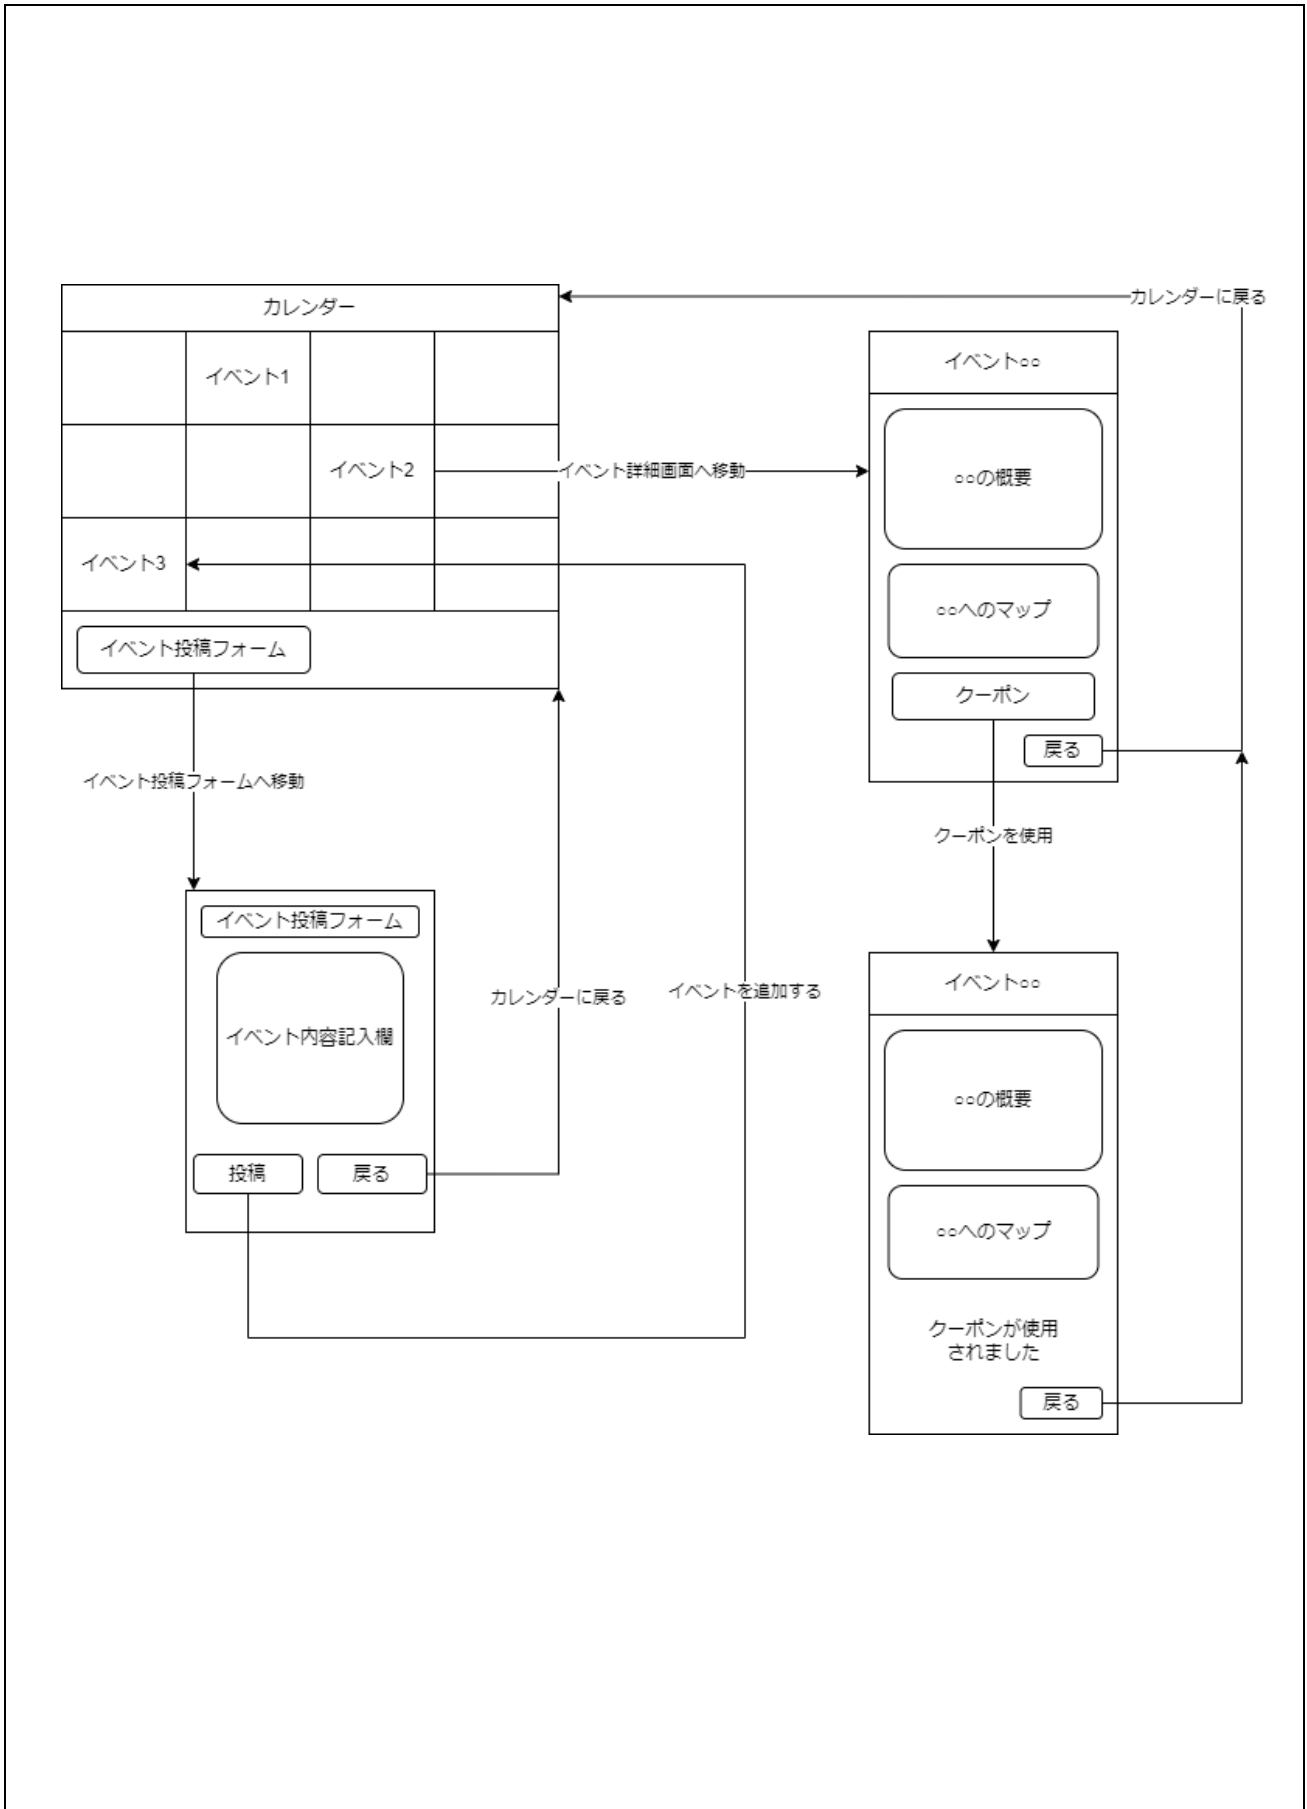 カレンダー
イベント1
イベント2
イベント3
イベント投稿フォーム
カレンダーに戻る
イベント詳細画面へ移動
イベント○○
○○の概要
○○へのマップ
クーポン
戻る
イベント投稿フォームへ移動
クーポンを使用
イベント投稿フォーム
イベント内容記入欄
投稿
戻る
カレンダーに戻る
イベントを追加する
イベント○○
○○の概要
○○へのマップ
クーポンが使用
されました
戻る